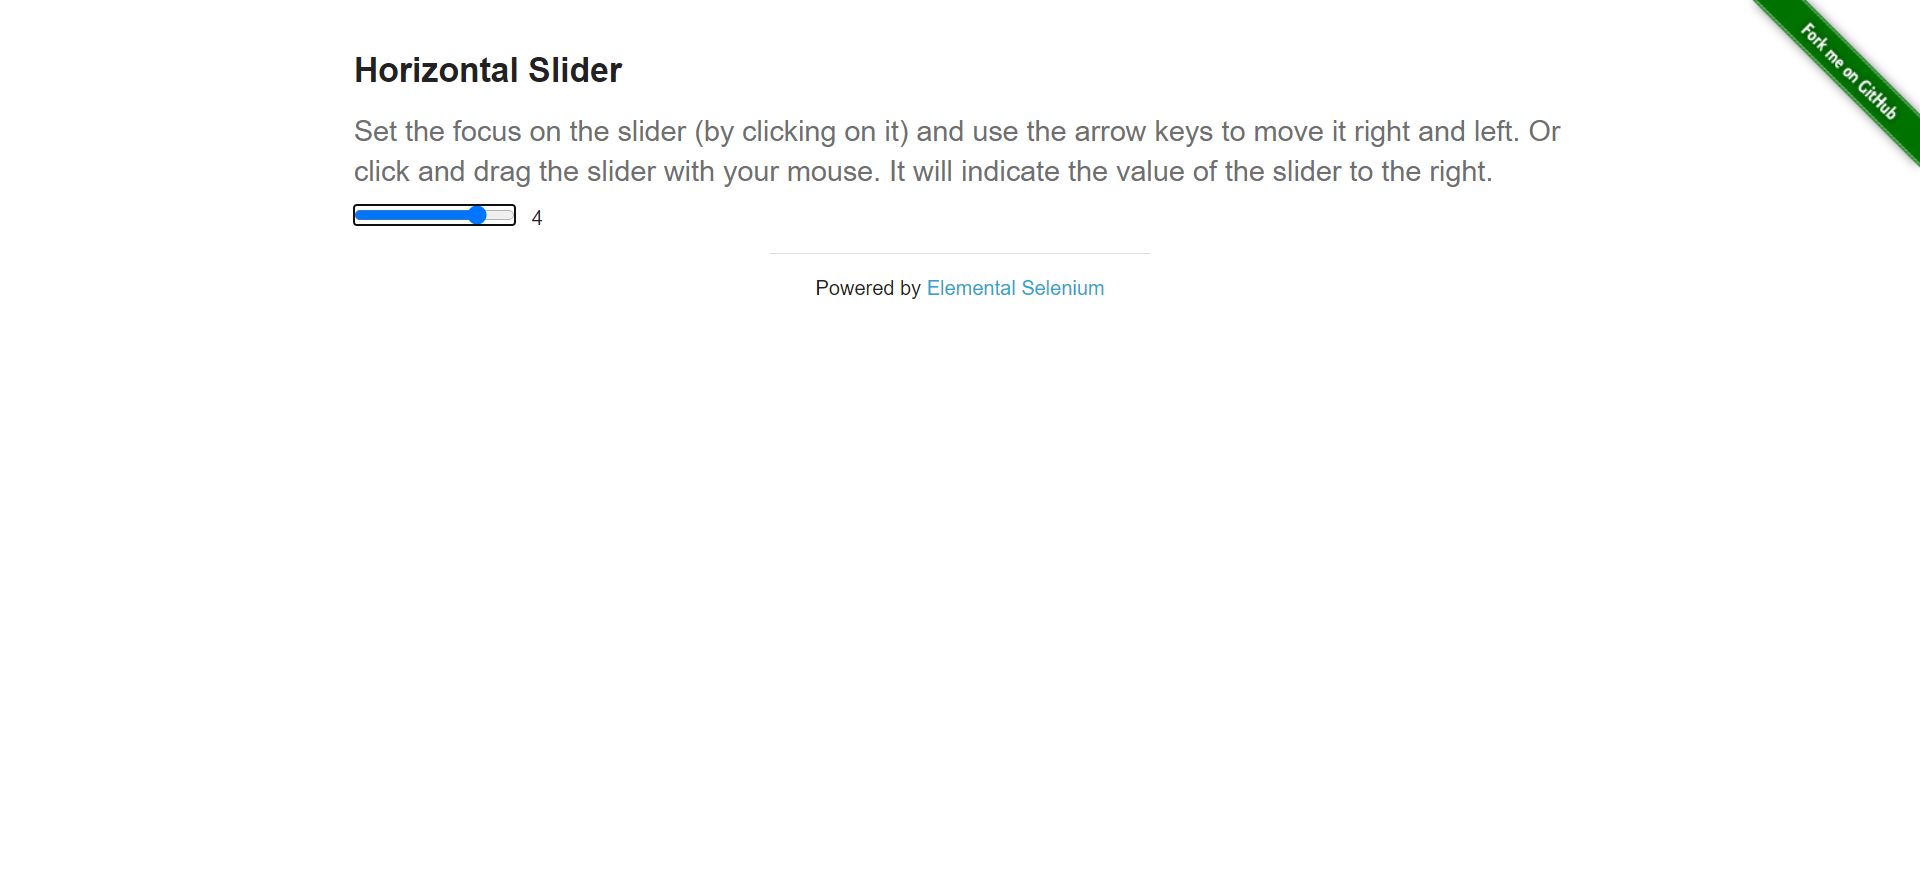 Fork me on GitHub
Horizontal Slider
Set the focus on the slider (by clicking on it) and use the arrow keys to move it right and left. Or
click and drag the slider with your mouse. It will indicate the value of the slider to the right.
4
Powered by Elemental Selenium